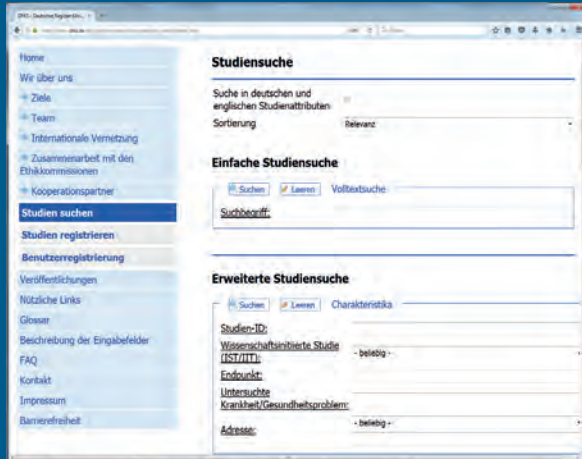 Home
Wir über uns
Ziele
Team
Internationale Vernetzung
Zusammenarbeit mit den
Ethikkommissionen
Kooperationspartner
Studien suchen
Studien registrieren
Benutzerregistrierung
Veröffentlichungen
Nützliche Links
Glossar
Beschreibung der Eingabefelder
FAQ
Kontakt
Impressum
Barrierefreiheit
Studiensuche
Suche in deutschen und
englischen Studienattributen
Sortierung Relevanz
Einfache Studiensuche
Suchen Leeren Volltextsuche
Suchbegriff:
Erweiterte Studiensuche
Suchen Leeren Charakteristika
Studien-ID:
Wissenschaftsinitiierte Studie
(IST/IIT): - beliebig -
Endpunkt:
Untersuchte
Krankheit/Gesundheitsproblem:
Adresse: - beliebig -